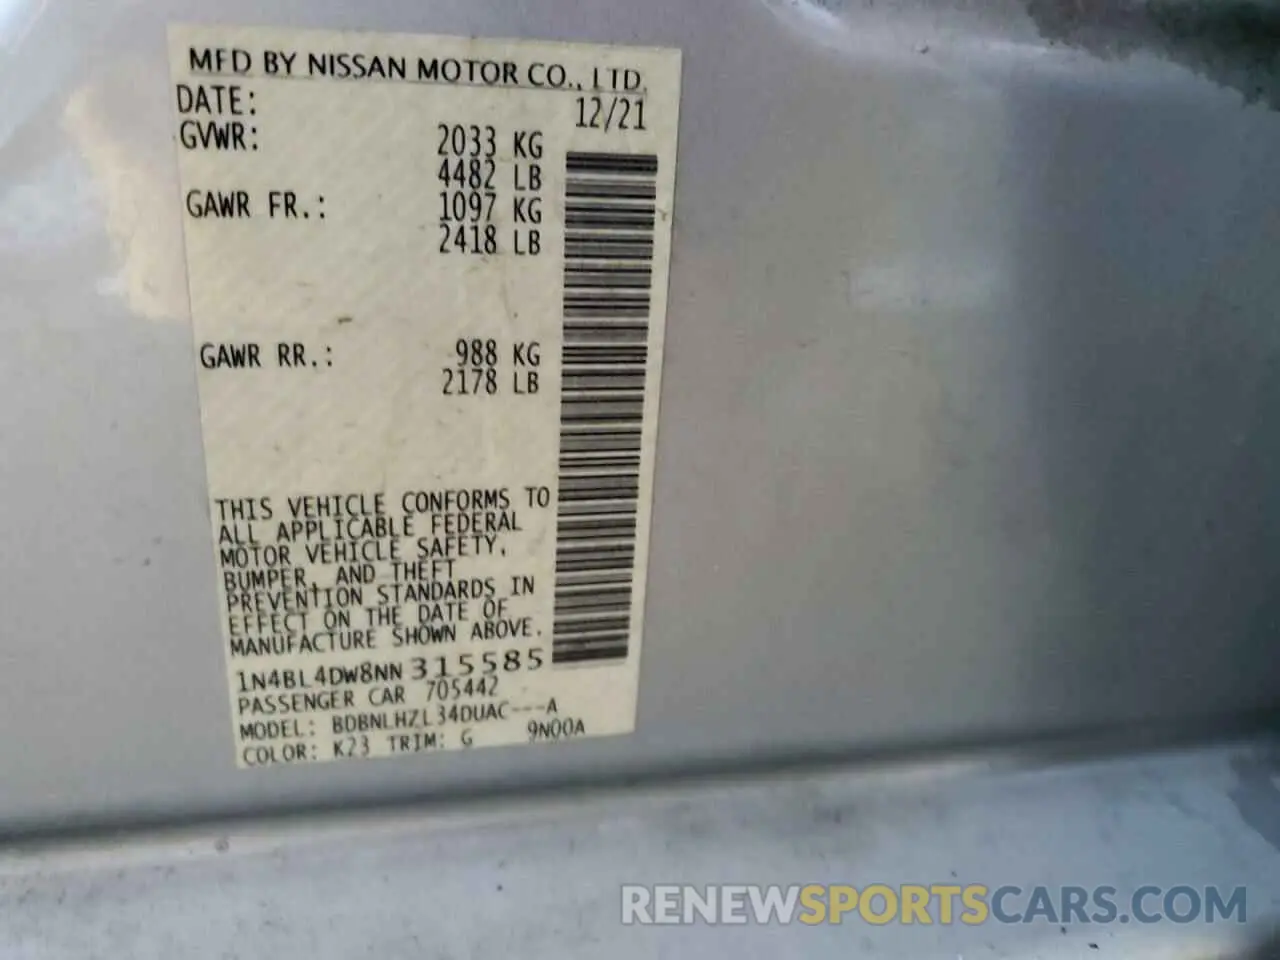 MFD BY NISSAN MOTOR CO., LTD.
DATE: 12/21
GVWR: 2033 KG
4482 LB
GAWR FR.: 1097 KG
2418 LB
GAWR RR.: 988 KG
2178 LB
THIS VEHICLE CONFORMS TO
ALL APPLICABLE FEDERAL
MOTOR VEHICLE SAFETY,
BUMPER, AND THEFT
PREVENTION STANDARDS IN
EFFECT ON THE DATE OF
MANUFACTURE SHOWN ABOVE.
1N4BL4DW8NN315585
PASSENGER CAR 705442
MODEL: BDBNLHZL34DUAC---A
COLOR: K23 TRIM: G 9N00A
RENEWSPORTSCARS.COM